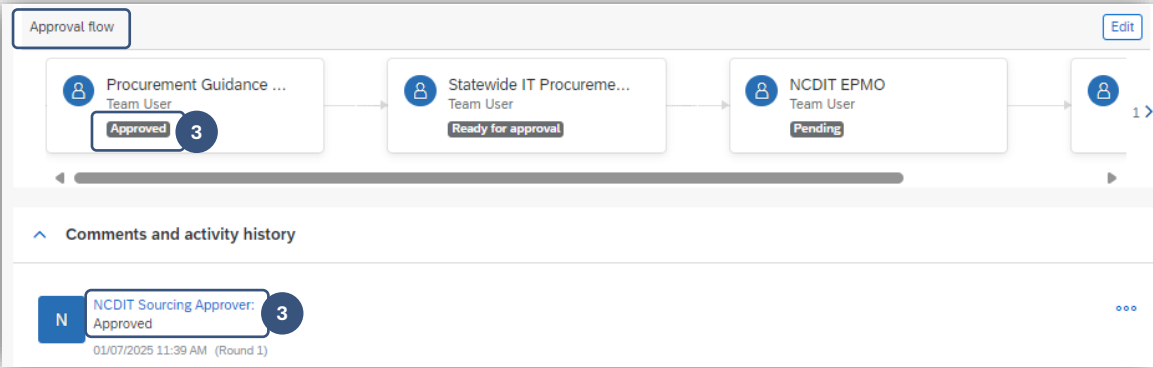 Approval flow
Edit
Procurement Guidance ...
Team User
Approved
3
Statewide IT Procureme...
Team User
Ready for approval
NCDIT EPMO
Team User
Pending
1
Comments and activity history
N
NCDIT Sourcing Approver:
Approved
3
01/07/2025 11:39 AM (Round 1)